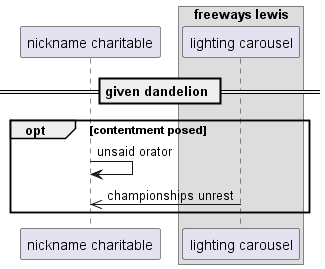 freeways lewis
nickname charitable
lighting carousel
given dandelion
opt
[contentment posed]
unsaid orator
championships unrest
nickname charitable
lighting carousel